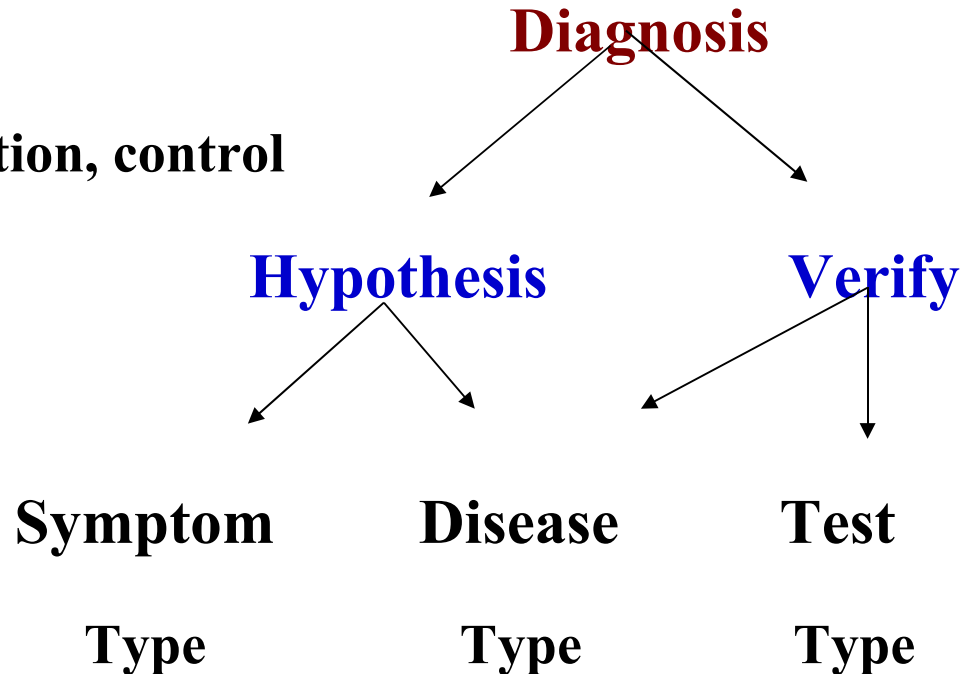 Diagnosis
tion, control
Hypothesis Verify
Symptom Disease Test
Type Type Type